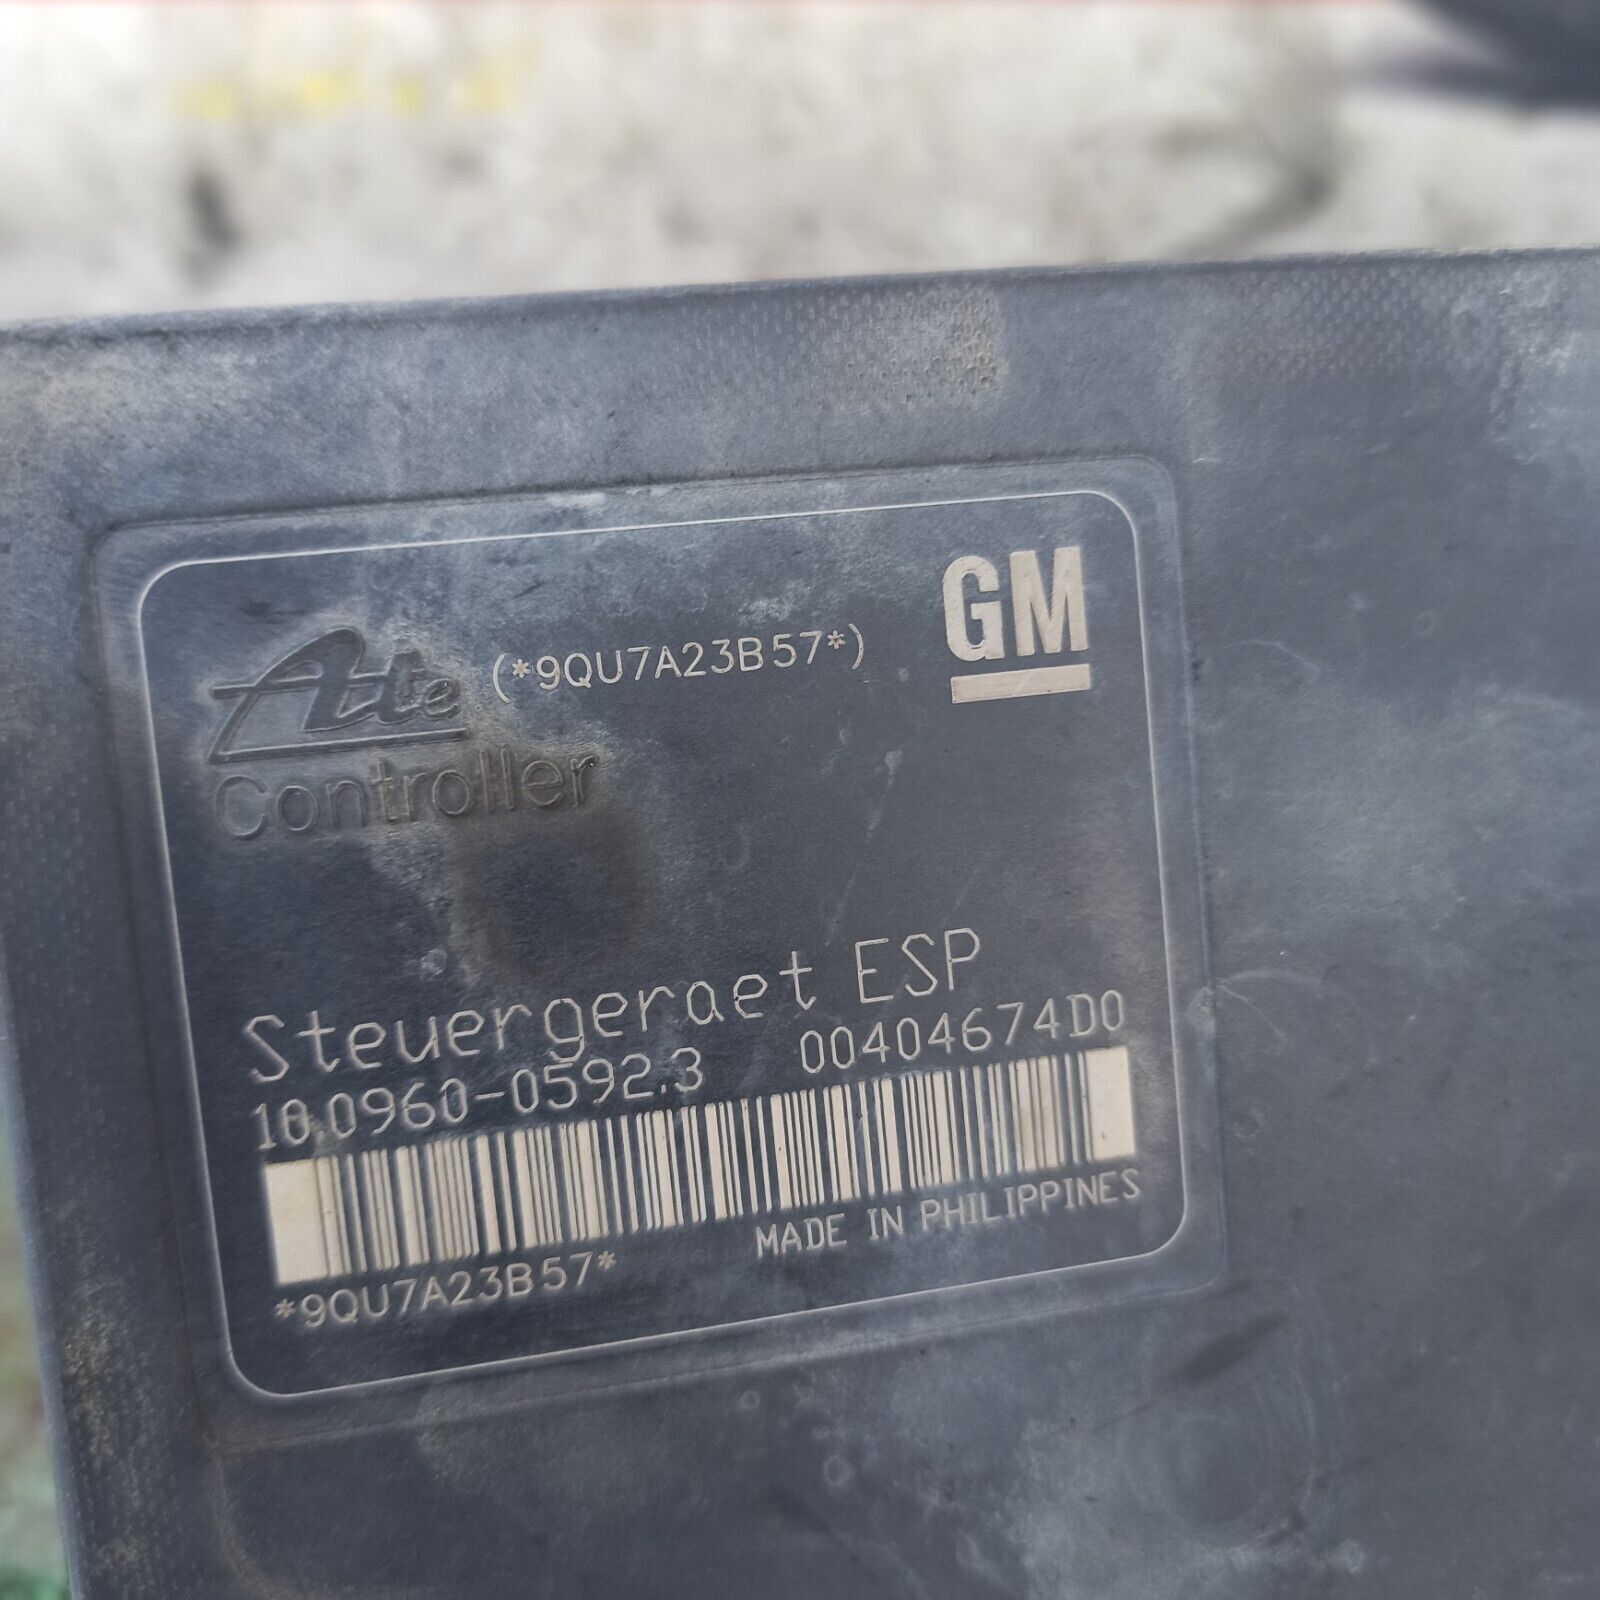 Ate (*9QU7A23B57*) GM
Controller
Steuergeraet ESP
10.0960-0592.3 00404674D0
MADE IN PHILIPPINES
*9QU7A23B57*